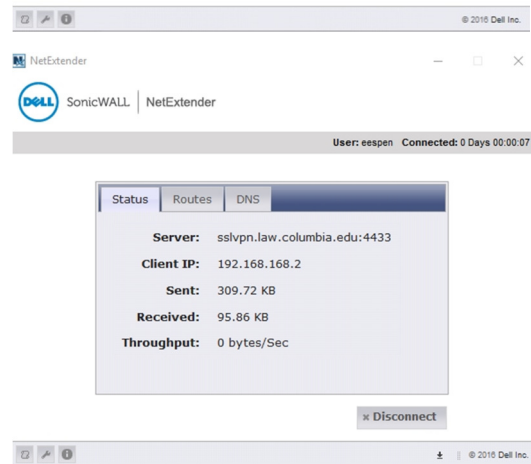 © 2016 Dell Inc.
NetExtender
DELL SonicWALL NetExtender
User: eespen Connected: 0 Days 00:00:07
Status Routes DNS
Server: sslvpn.law.columbia.edu:4433
Client IP: 192.168.168.2
Sent: 309.72 KB
Received: 95.86 KB
Throughput: 0 bytes/Sec
× Disconnect
© 2016 Dell Inc.